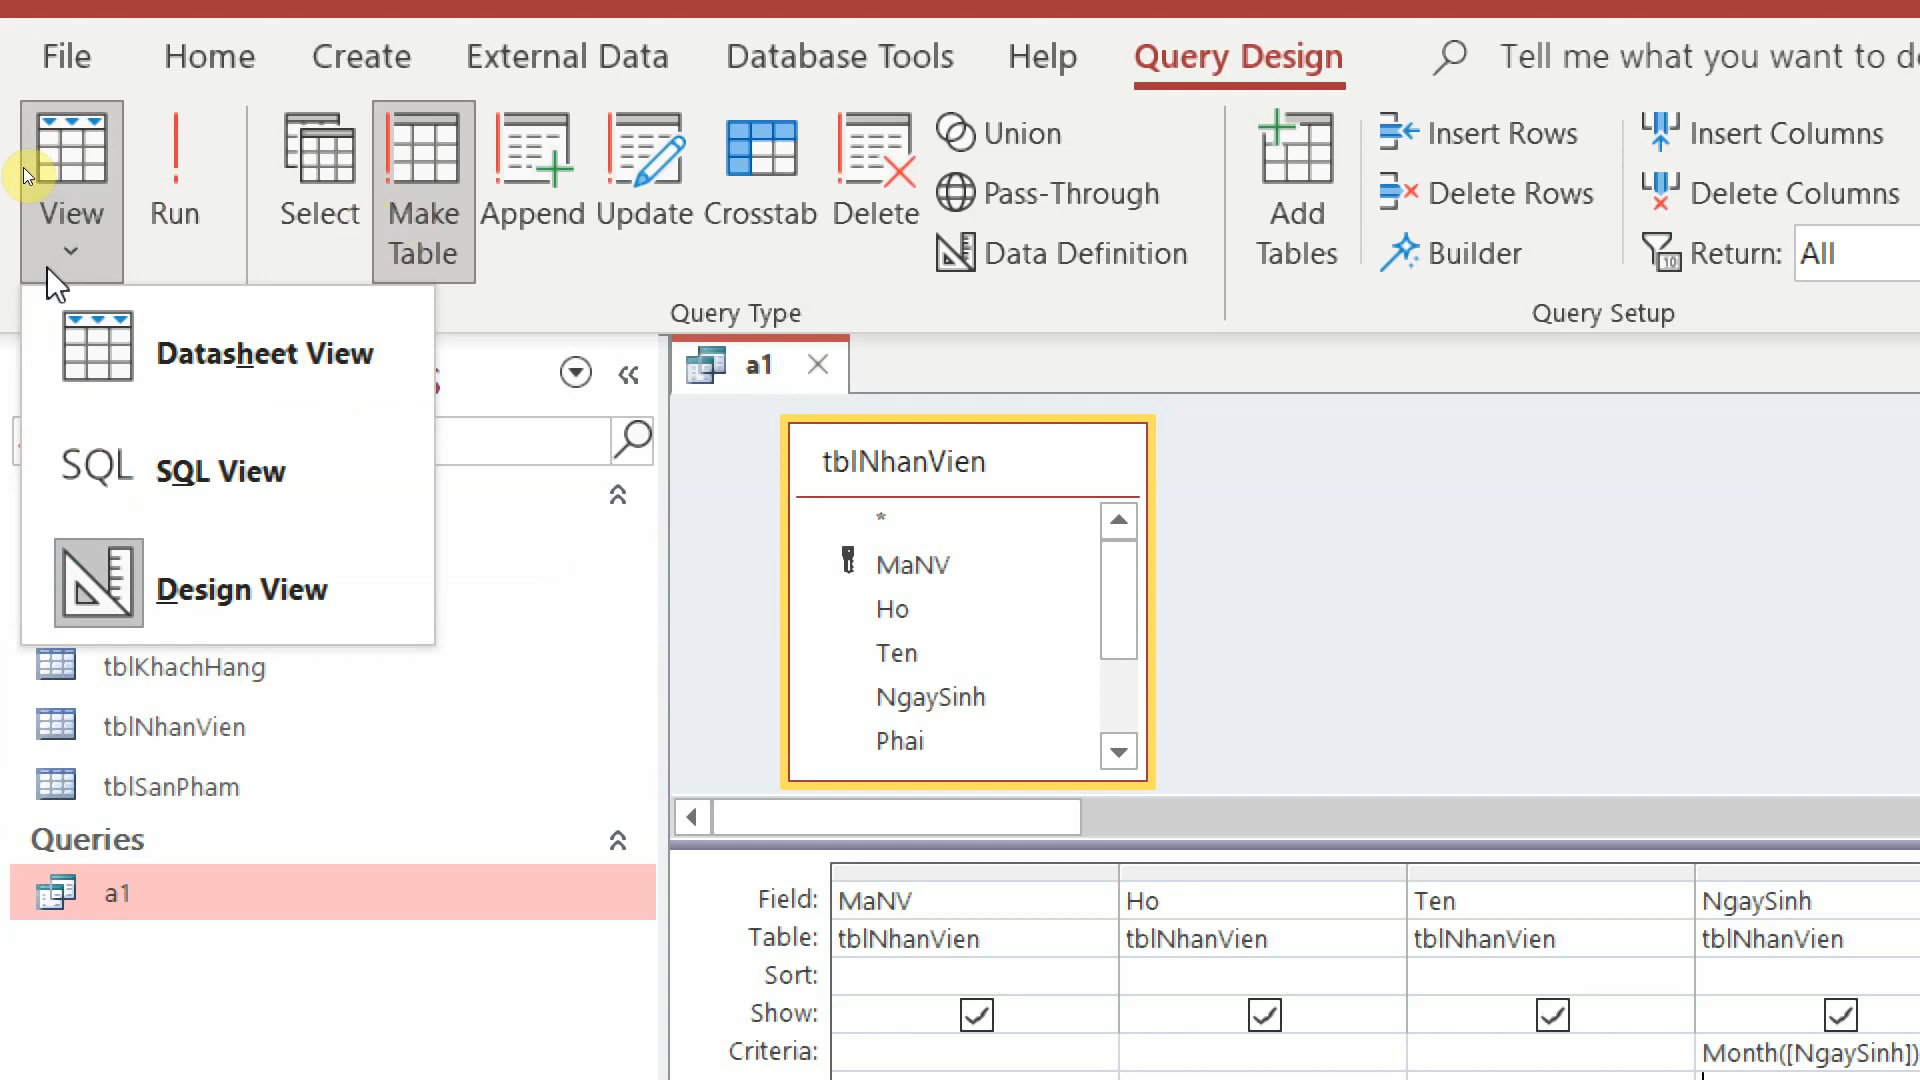 File Home Create External Data Database Tools Help Query Design Tell me what you want to do
View Run Select Make Table Append Update Crosstab Delete
Union
Pass-Through
Data Definition
Add Tables
Insert Rows
Delete Rows
Builder
Insert Columns
Delete Columns
Return: All
Query Type Query Setup
Datasheet View
SQL SQL View
Design View
a1
tblNhanVien
*
MaNV
Ho
Ten
NgaySinh
Phai
tblKhachHang
tblNhanVien
tblSanPham
Queries
a1
Field: MaNV Ho Ten NgaySinh
Table: tblNhanVien tblNhanVien tblNhanVien tblNhanVien
Sort:
Show:
Criteria: Month([NgaySinh])